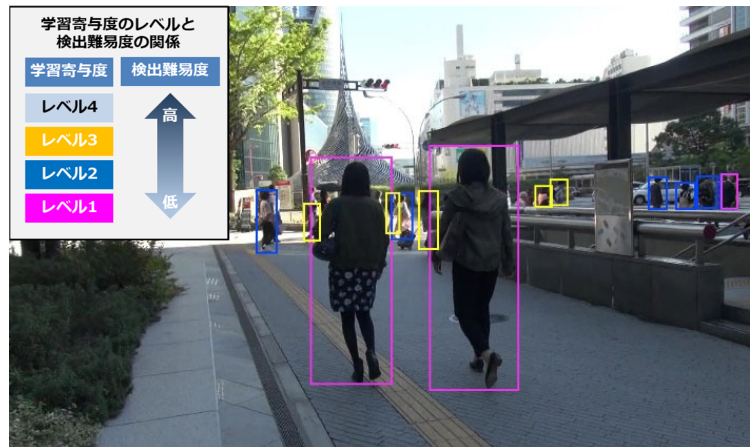 学習寄与度のレベルと
検出難易度の関係
学習寄与度 検出難易度
レベル4
高
レベル3
レベル2
低
レベル1